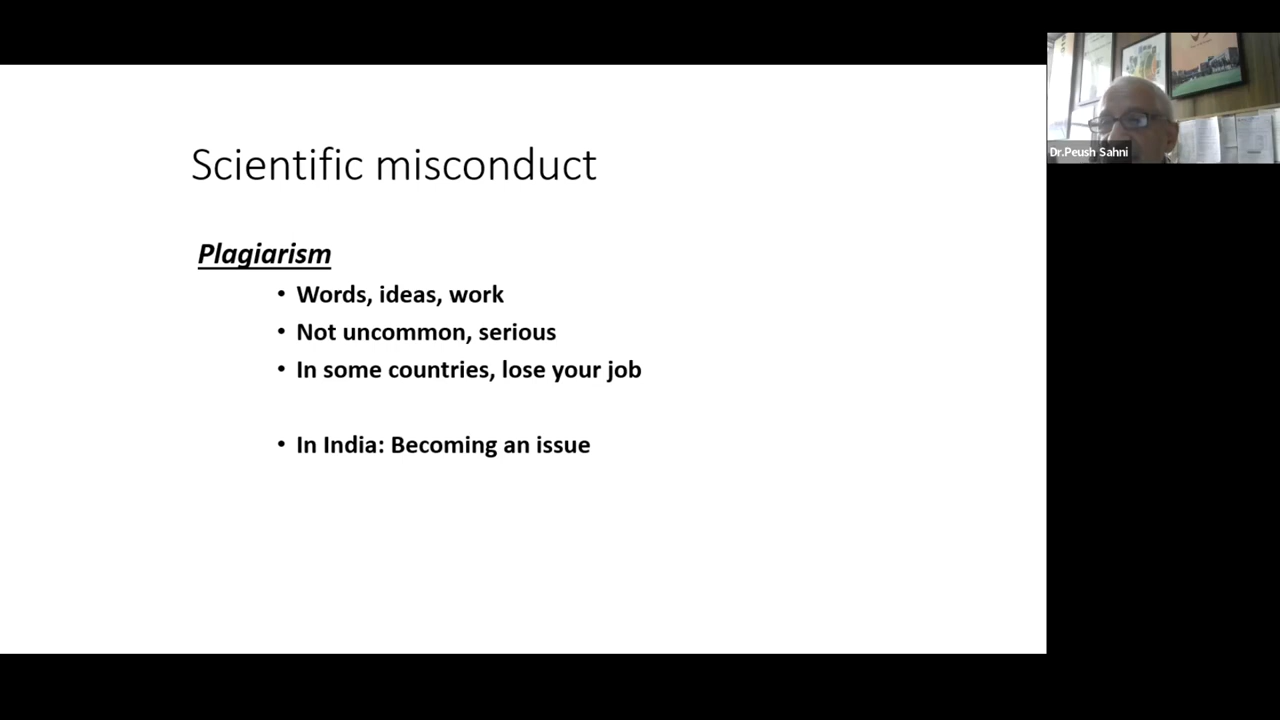 Scientific misconduct
Plagiarism
• Words, ideas, work
• Not uncommon, serious
• In some countries, lose your job
• In India: Becoming an issue
Dr.Peush Sahni